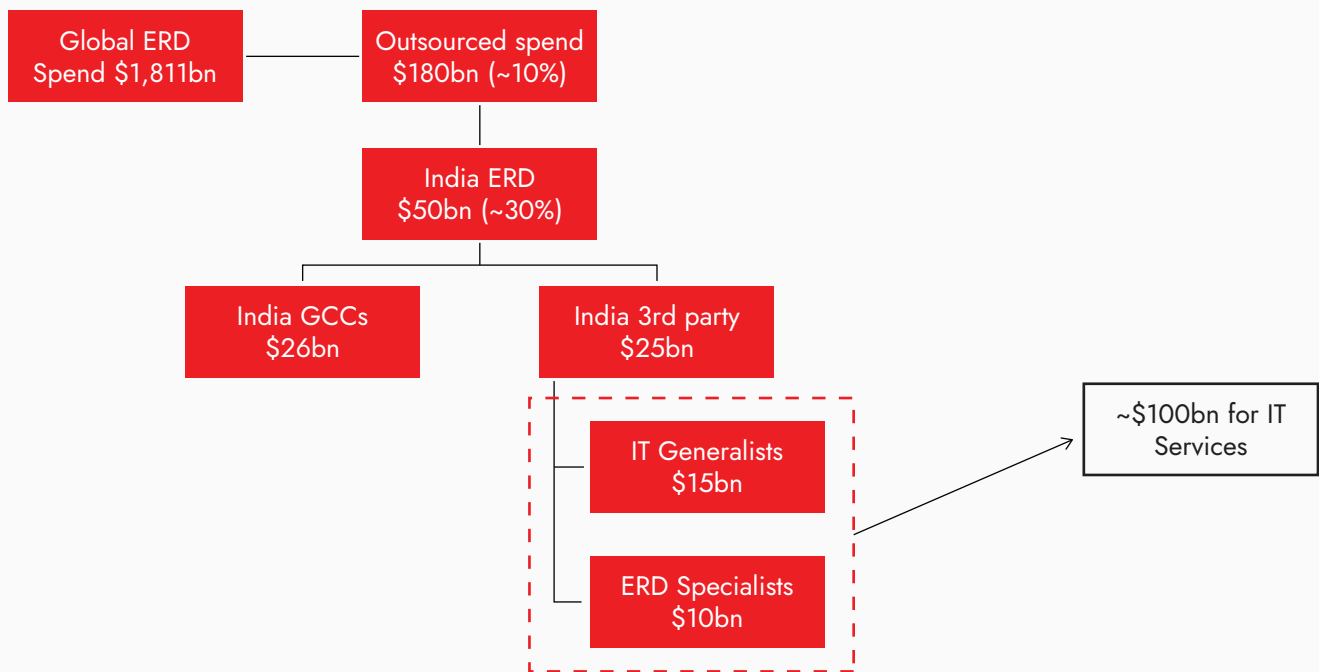 Global ERD
Spend $1,811bn
Outsourced spend
$180bn (~10%)
India ERD
$50bn (~30%)
India GCCs
$26bn
India 3rd party
$25bn
IT Generalists
$15bn
ERD Specialists
$10bn
~$100bn for IT
Services